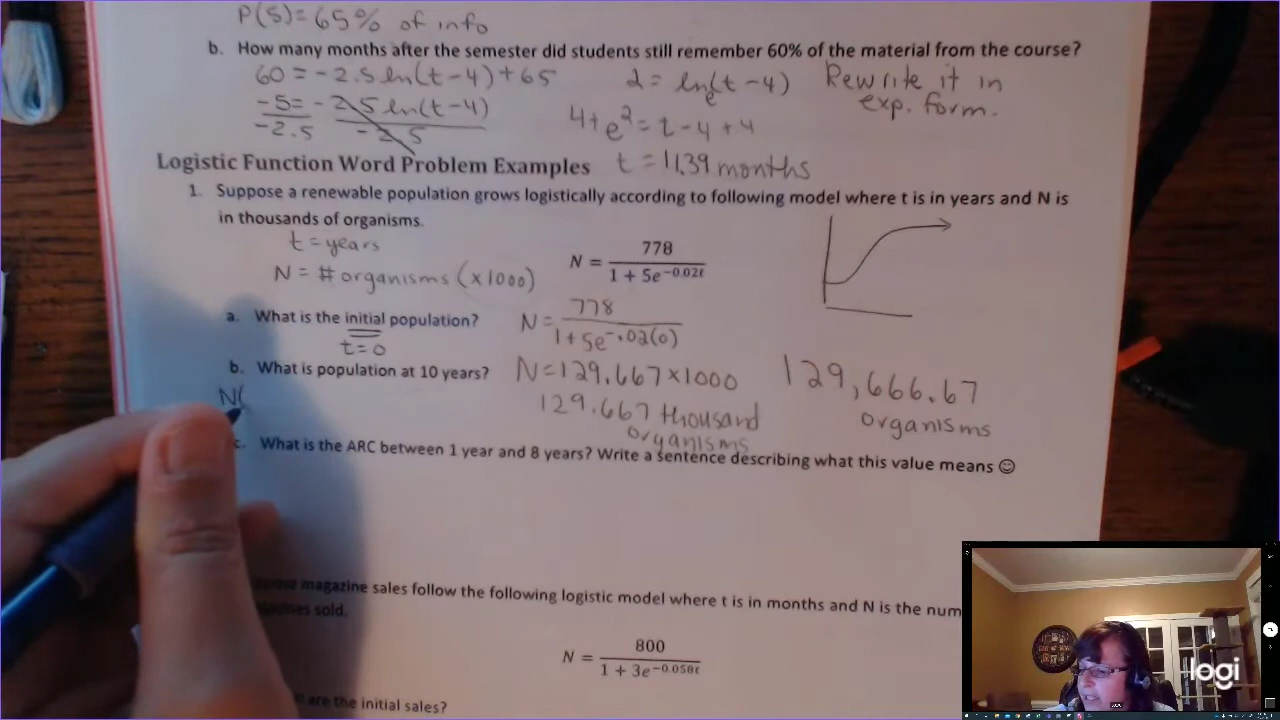 P(5)=65% of info
b. How many months after the semester did students still remember 60% of the material from the course?
60 = -2.5 ln(t-4)+65
2 = ln_e(t-4)
Rewrite it in
exp. form.
-5 = -2.5 ln(t-4)
-2.5 -2.5
4+e^2 = t-4+4
Logistic Function Word Problem Examples
t = 11.39 months
1. Suppose a renewable population grows logistically according to following model where t is in years and N is
in thousands of organisms.
t = years
N = # organisms (x1000)
N = 778 / (1 + 5e^-0.02t)
a. What is the initial population?
t=0
N = 778 / (1+5e^-.02(0))
b. What is population at 10 years?
N=129.667x1000
129,666.67
organisms
N(
129.667 thousand
organisms
c. What is the ARC between 1 year and 8 years? Write a sentence describing what this value means ☺
magazine sales follow the following logistic model where t is in months and N is the num
sold.
N = 800 / (1 + 3e^-0.058t)
are the initial sales?
logi